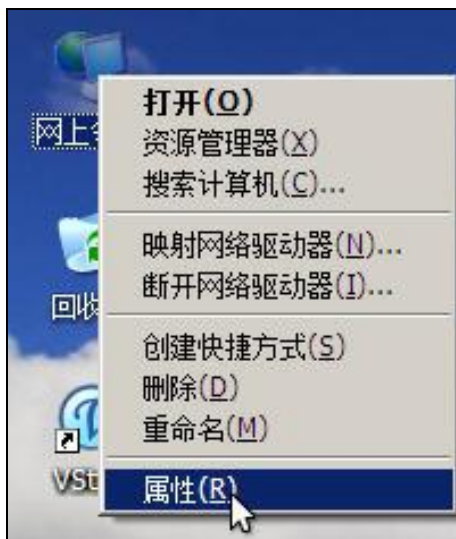 网上
打开(O)
资源管理器(X)
搜索计算机(C)...
映射网络驱动器(N)...
断开网络驱动器(I)...
回收
创建快捷方式(S)
删除(D)
重命名(M)
VSt
属性(R)